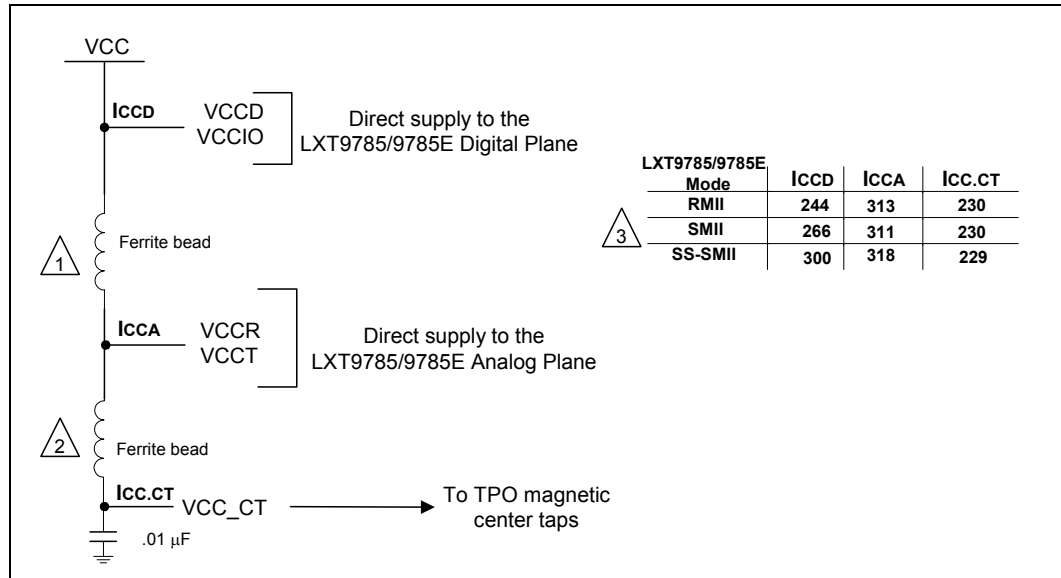 VCC
ICCD
VCCD
VCCIO
Direct supply to the
LXT9785/9785E Digital Plane
1
Ferrite bead
ICCA
VCCR
VCCT
Direct supply to the
LXT9785/9785E Analog Plane
2
Ferrite bead
ICC.CT
VCC_CT
To TPO magnetic
center taps
.01 µF
3
LXT9785/9785E
Mode ICCD ICCA ICC.CT
RMII 244 313 230
SMII 266 311 230
SS-SMII 300 318 229